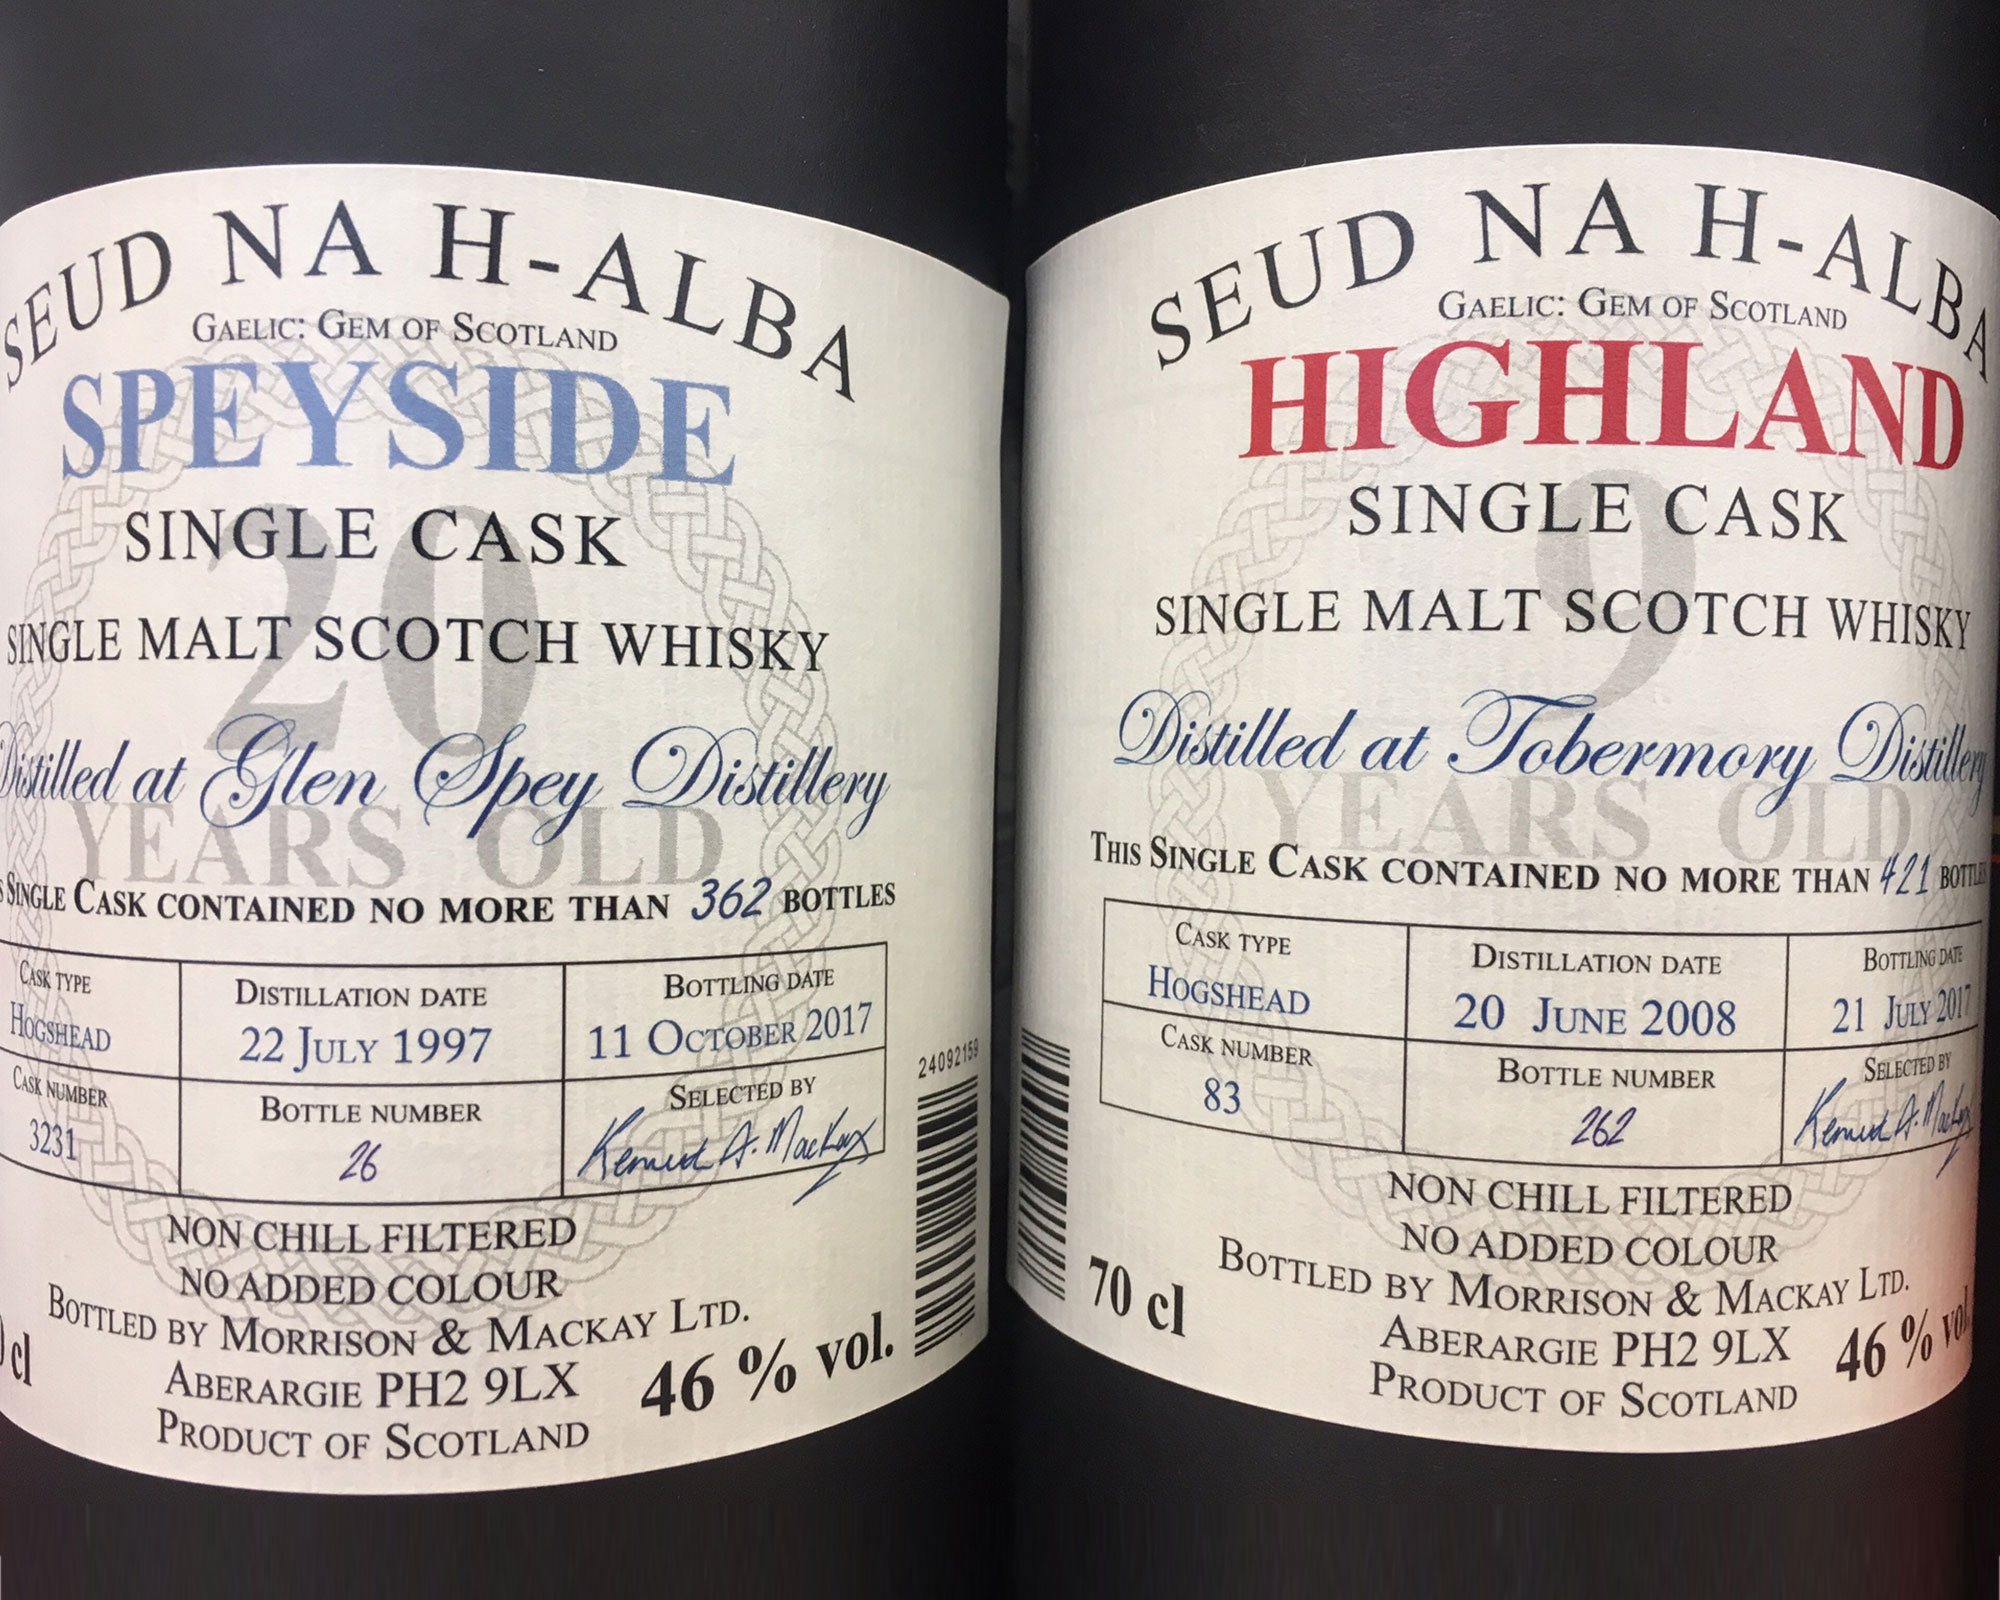 SEUD NA H-ALBA
GAELIC: GEM OF SCOTLAND
SPEYSIDE
SINGLE CASK
SINGLE MALT SCOTCH WHISKY
20
Distilled at Glen Spey Distillery
YEARS OLD
SINGLE CASK CONTAINED NO MORE THAN 362 BOTTLES
CASK TYPE
HOGSHEAD
DISTILLATION DATE
22 JULY 1997
BOTTLING DATE
11 OCTOBER 2017
CASK NUMBER
3231
BOTTLE NUMBER
26
SELECTED BY
Kenneth A. Mackay
24092159
NON CHILL FILTERED
NO ADDED COLOUR
BOTTLED BY MORRISON & MACKAY LTD.
ABERARGIE PH2 9LX
PRODUCT OF SCOTLAND
cl
46 % vol.
SEUD NA H-ALBA
GAELIC: GEM OF SCOTLAND
HIGHLAND
SINGLE CASK
SINGLE MALT SCOTCH WHISKY
9
Distilled at Tobermory Distillery
YEARS OLD
THIS SINGLE CASK CONTAINED NO MORE THAN 421 BOTTLES
CASK TYPE
HOGSHEAD
DISTILLATION DATE
20 JUNE 2008
BOTTLING DATE
21 JULY 2017
CASK NUMBER
83
BOTTLE NUMBER
262
SELECTED BY
Kenneth A. Mackay
NON CHILL FILTERED
NO ADDED COLOUR
BOTTLED BY MORRISON & MACKAY LTD.
ABERARGIE PH2 9LX
PRODUCT OF SCOTLAND
70 cl
46 % vol.